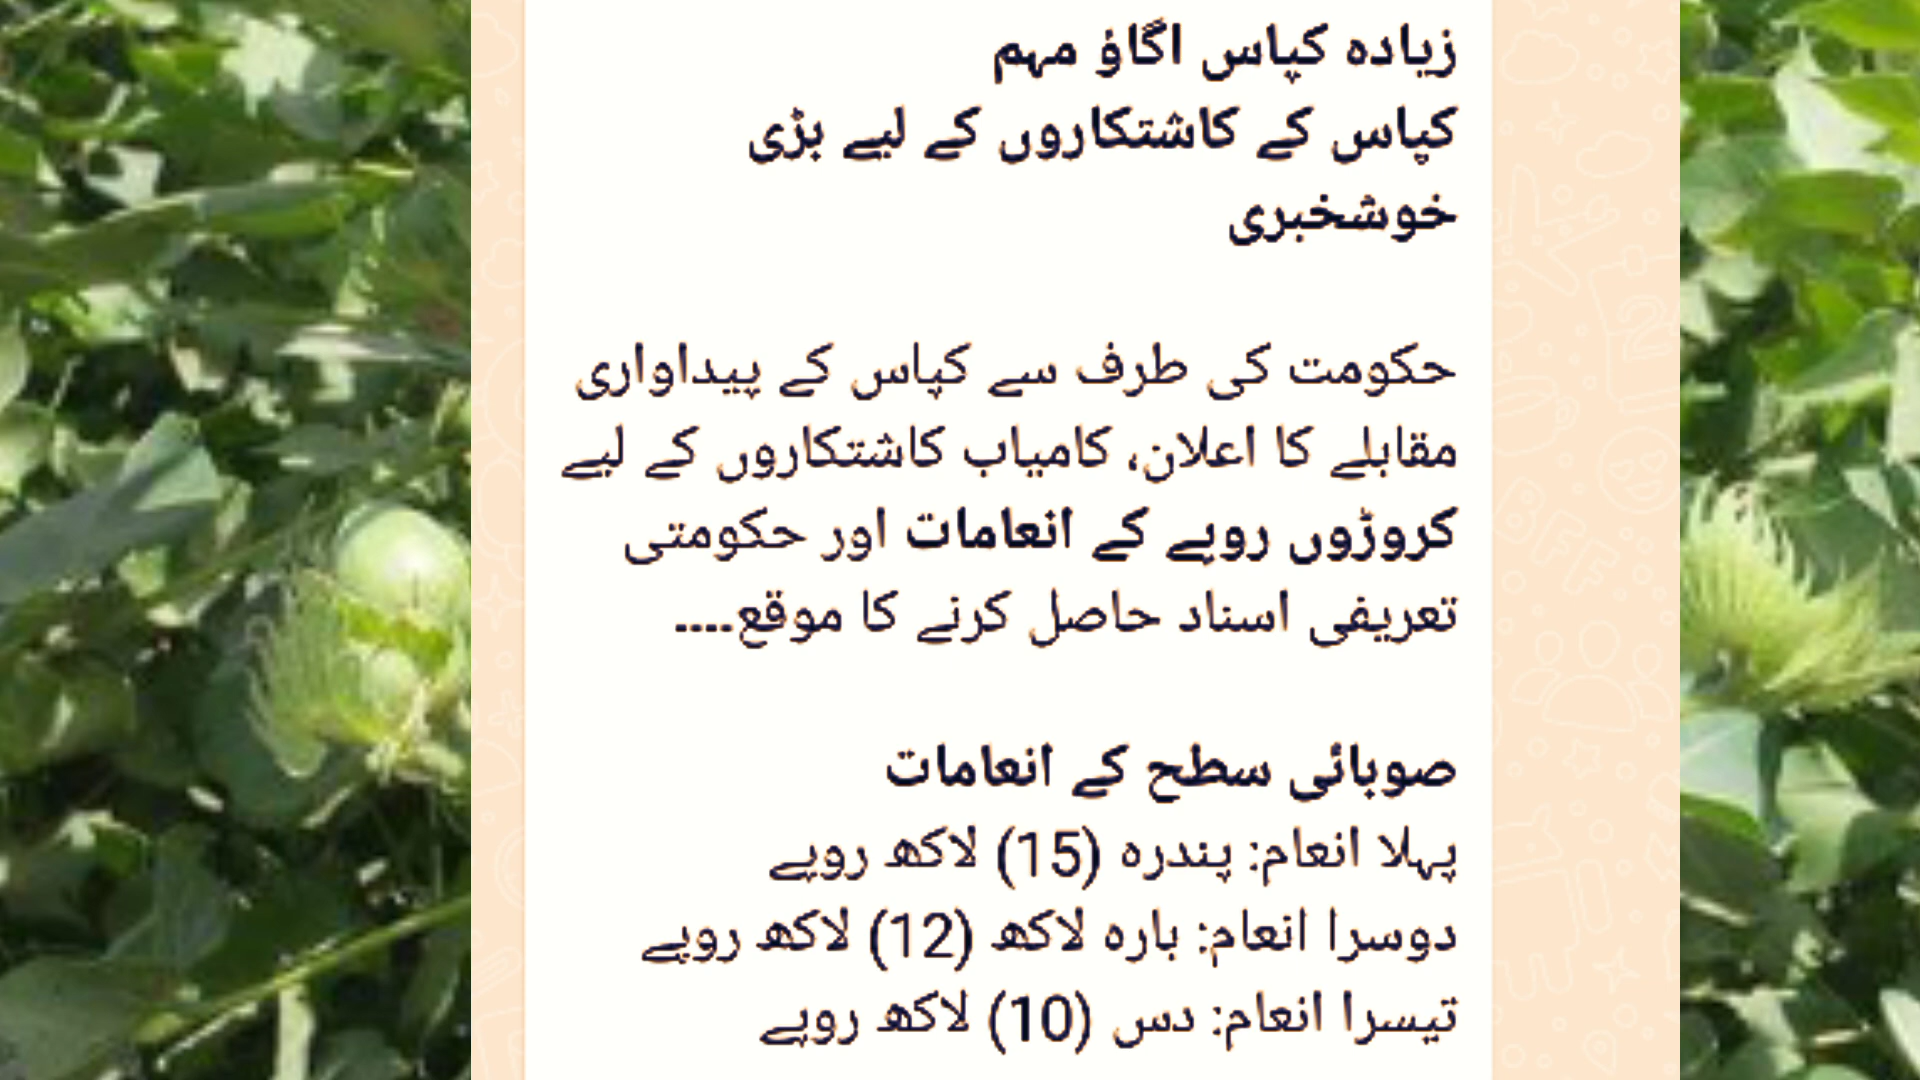 زیادہ کپاس اگاؤ مہم
کپاس کے کاشتکاروں کے لیے بڑی
خوشخبری
حکومت کی طرف سے کپاس کے پیداواری
مقابلے کا اعلان، کامیاب کاشتکاروں کے لیے
کروڑوں روپے کے انعامات اور حکومتی
تعریفی اسناد حاصل کرنے کا موقع....
صوبائی سطح کے انعامات
پہلا انعام: پندرہ (15) لاکھ روپے
دوسرا انعام: بارہ لاکھ (12) لاکھ روپے
تیسرا انعام: دس (10) لاکھ روپے